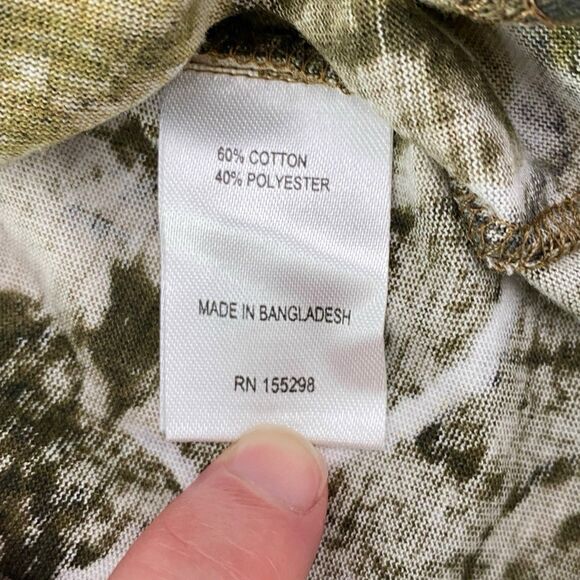 60% COTTON
40% POLYESTER
MADE IN BANGLADESH
RN 155298